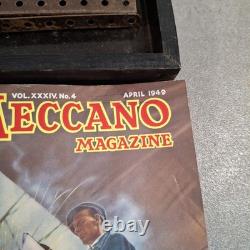 VOL. XXXIV. No. 4 APRIL 1949
MECCANO
MAGAZINE